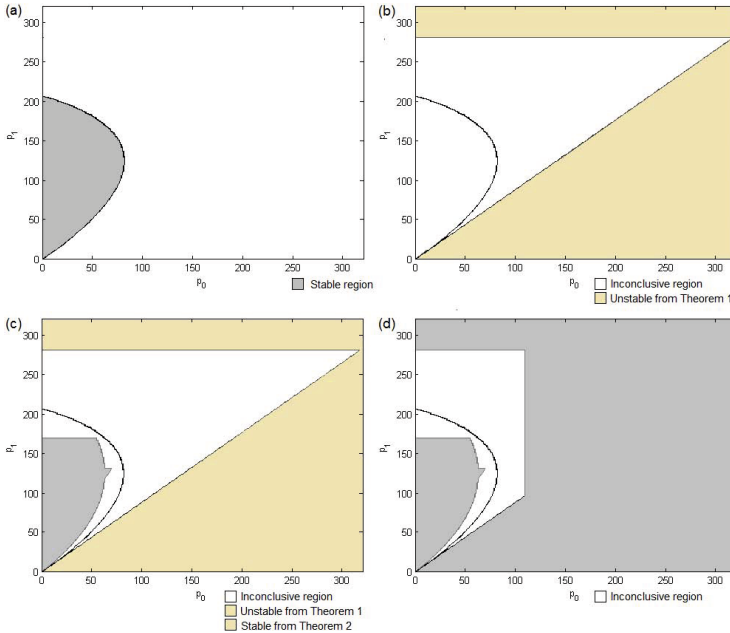 (a)
300
250
200
150
100
50
0
p1
0 50 100 150 200 250 300
p0
Stable region
(b)
300
250
200
150
100
50
0
p1
0 50 100 150 200 250 300
p0
Inconclusive region
Unstable from Theorem 1
(c)
300
250
200
150
100
50
0
p1
0 50 100 150 200 250 300
p0
Inconclusive region
Unstable from Theorem 1
Stable from Theorem 2
(d)
300
250
200
150
100
50
0
p1
0 50 100 150 200 250 300
p0
Inconclusive region